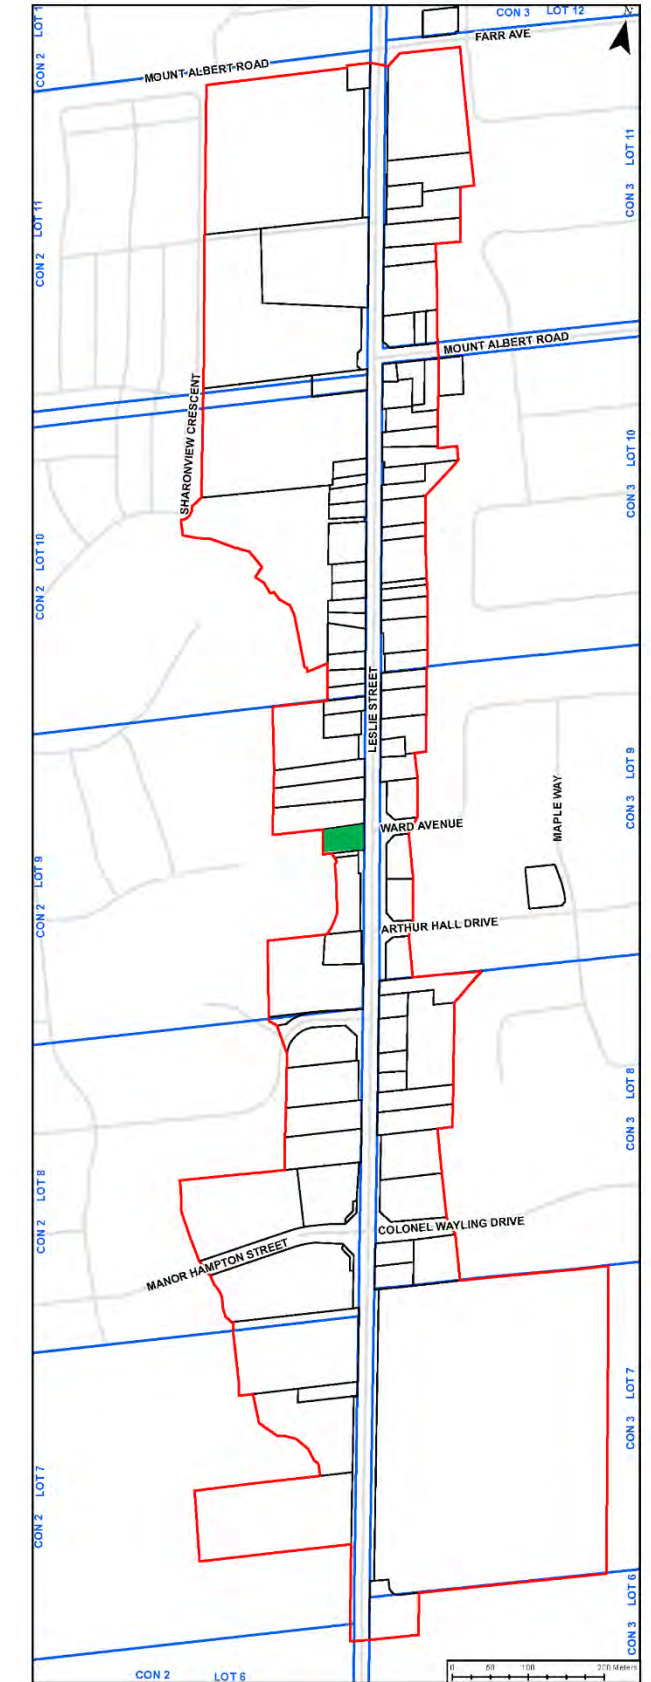 CON 3 LOT 12
N
FARR AVE
CON 2 LOT 1
MOUNT ALBERT ROAD
CON 3 LOT 11
CON 2 LOT 11
MOUNT ALBERT ROAD
SHARONVIEW CRESCENT
CON 3 LOT 10
CON 2 LOT 10
LESLIE STREET
CON 3 LOT 9
MAPLE WAY
WARD AVENUE
CON 2 LOT 9
ARTHUR HALL DRIVE
CON 3 LOT 8
CON 2 LOT 8
COLONEL WAYLING DRIVE
MANOR HAMPTON STREET
CON 3 LOT 7
CON 2 LOT 7
CON 3 LOT 6
CON 2 LOT 6
0 50 100 200 Meters